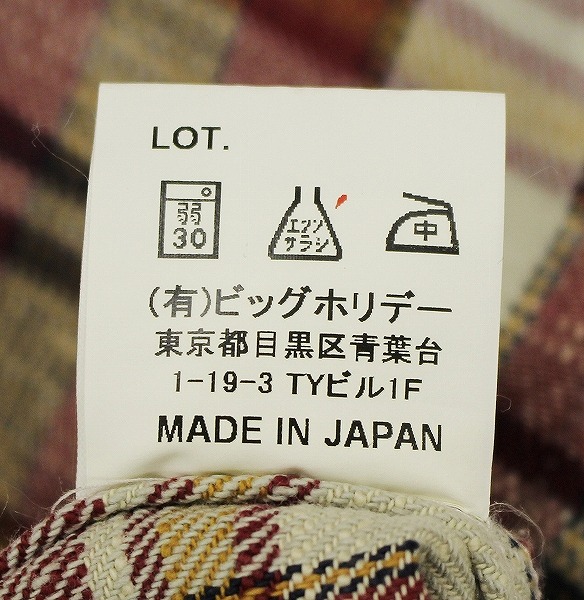 LOT.
弱 エンソ 中
30 サラシ
(有)ビッグホリデー
東京都目黒区青葉台
1-19-3 TYビル1F
MADE IN JAPAN